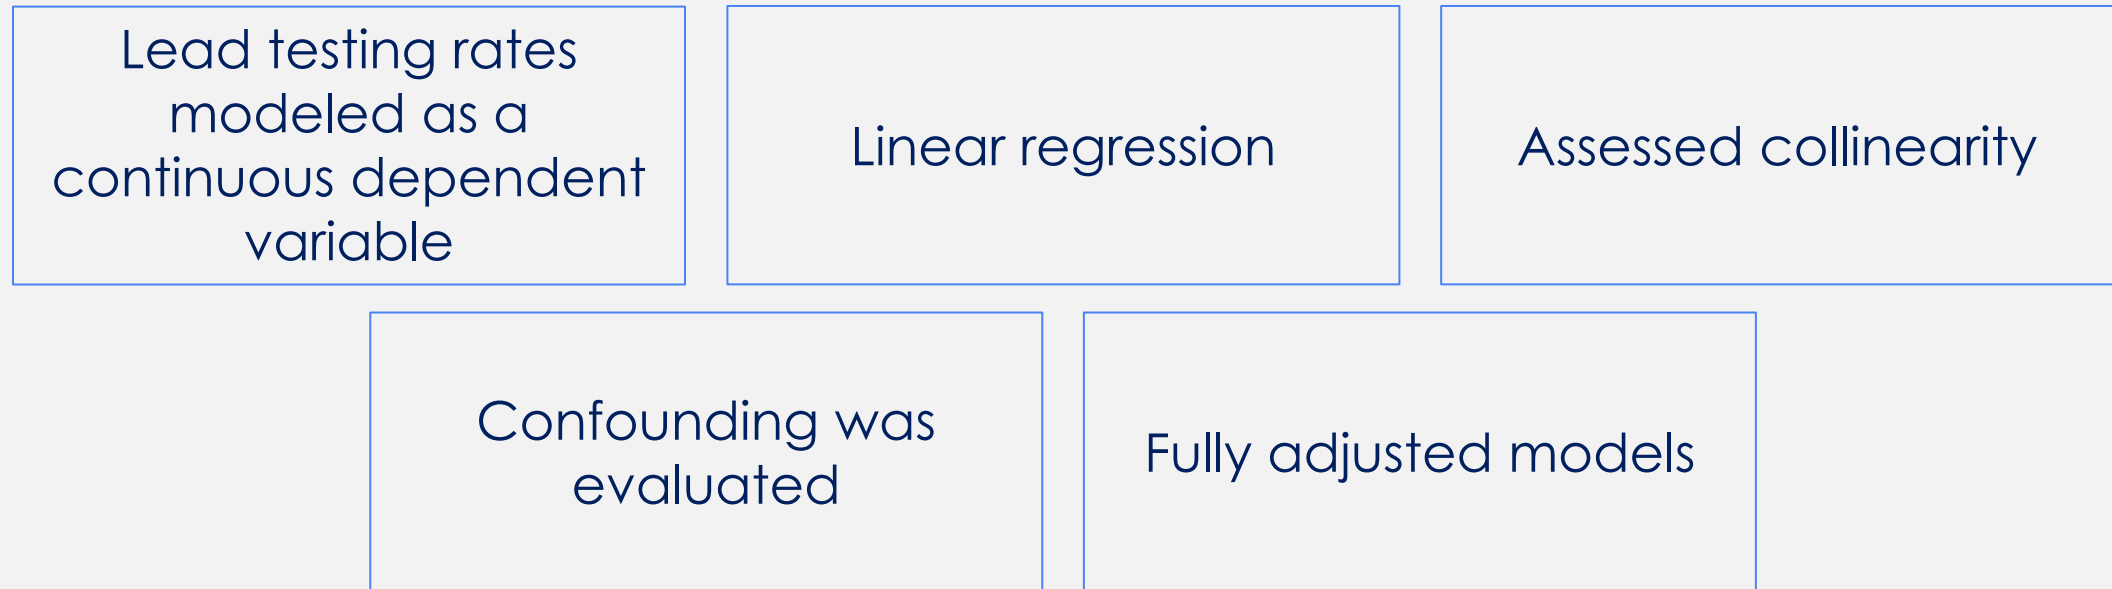 Lead testing rates
modeled as a
continuous dependent
variable
Linear regression
Assessed collinearity
Confounding was
evaluated
Fully adjusted models